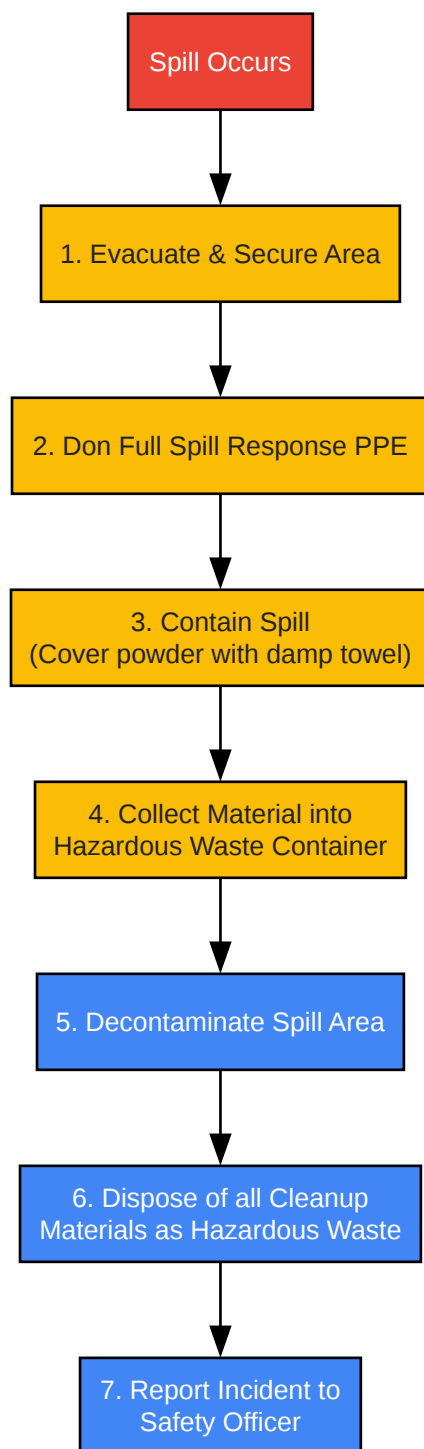 Spill Occurs
1. Evacuate & Secure Area
2. Don Full Spill Response PPE
3. Contain Spill
(Cover powder with damp towel)
4. Collect Material into
Hazardous Waste Container
5. Decontaminate Spill Area
6. Dispose of all Cleanup
Materials as Hazardous Waste
7. Report Incident to
Safety Officer